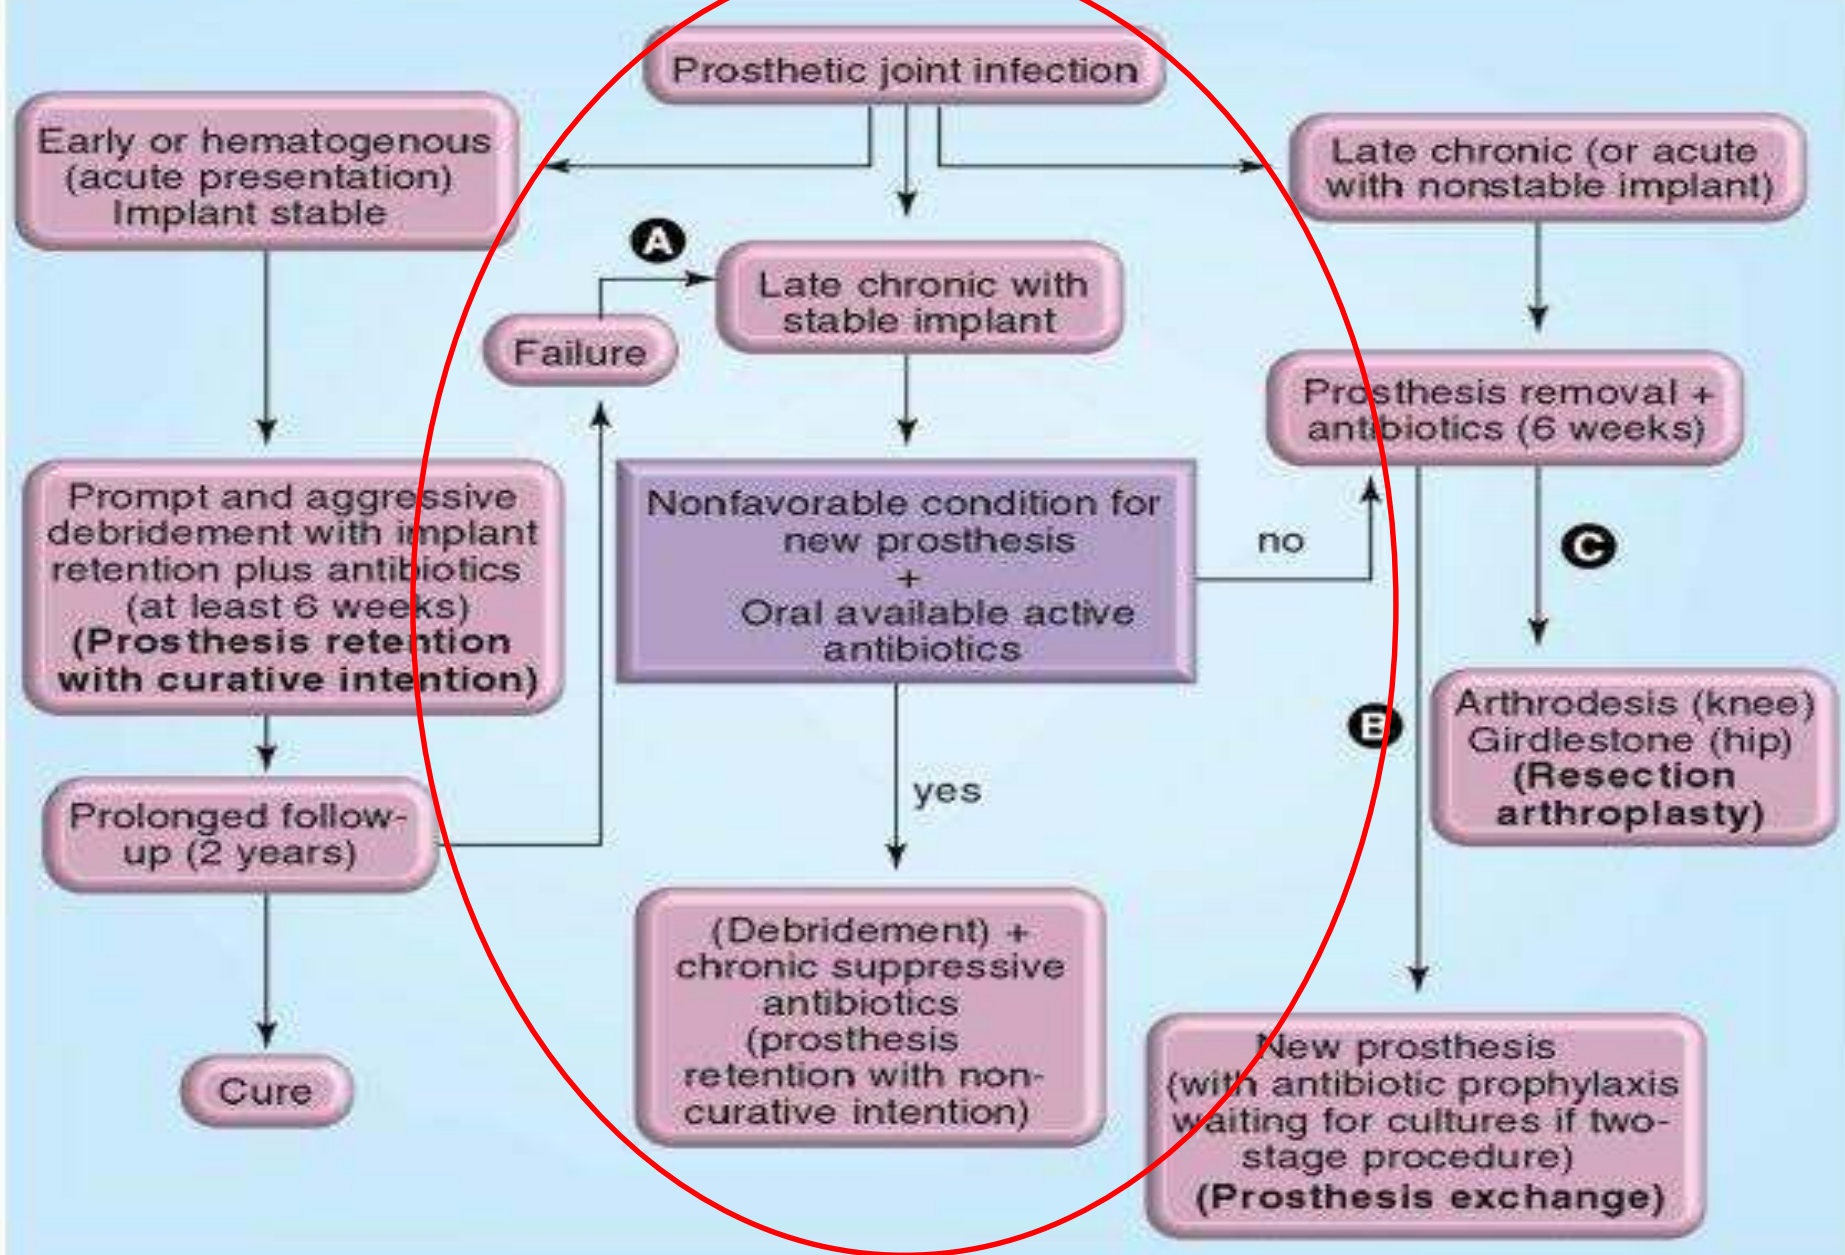 Prosthetic joint infection
Early or hematogenous
(acute presentation)
Implant stable
Late chronic (or acute
with nonstable implant)
A
Late chronic with
stable implant
Failure
Prosthesis removal +
antibiotics (6 weeks)
Prompt and aggressive
debridement with implant
retention plus antibiotics
(at least 6 weeks)
(Prosthesis retention
with curative intention)
Nonfavorable condition for
new prosthesis
+
Oral available active
antibiotics
no
C
B
Arthrodesis (knee)
Girdlestone (hip)
(Resection
arthroplasty)
yes
Prolonged follow-
up (2 years)
(Debridement) +
chronic suppressive
antibiotics
(prosthesis
retention with non-
curative intention)
Cure
New prosthesis
(with antibiotic prophylaxis
waiting for cultures if two-
stage procedure)
(Prosthesis exchange)